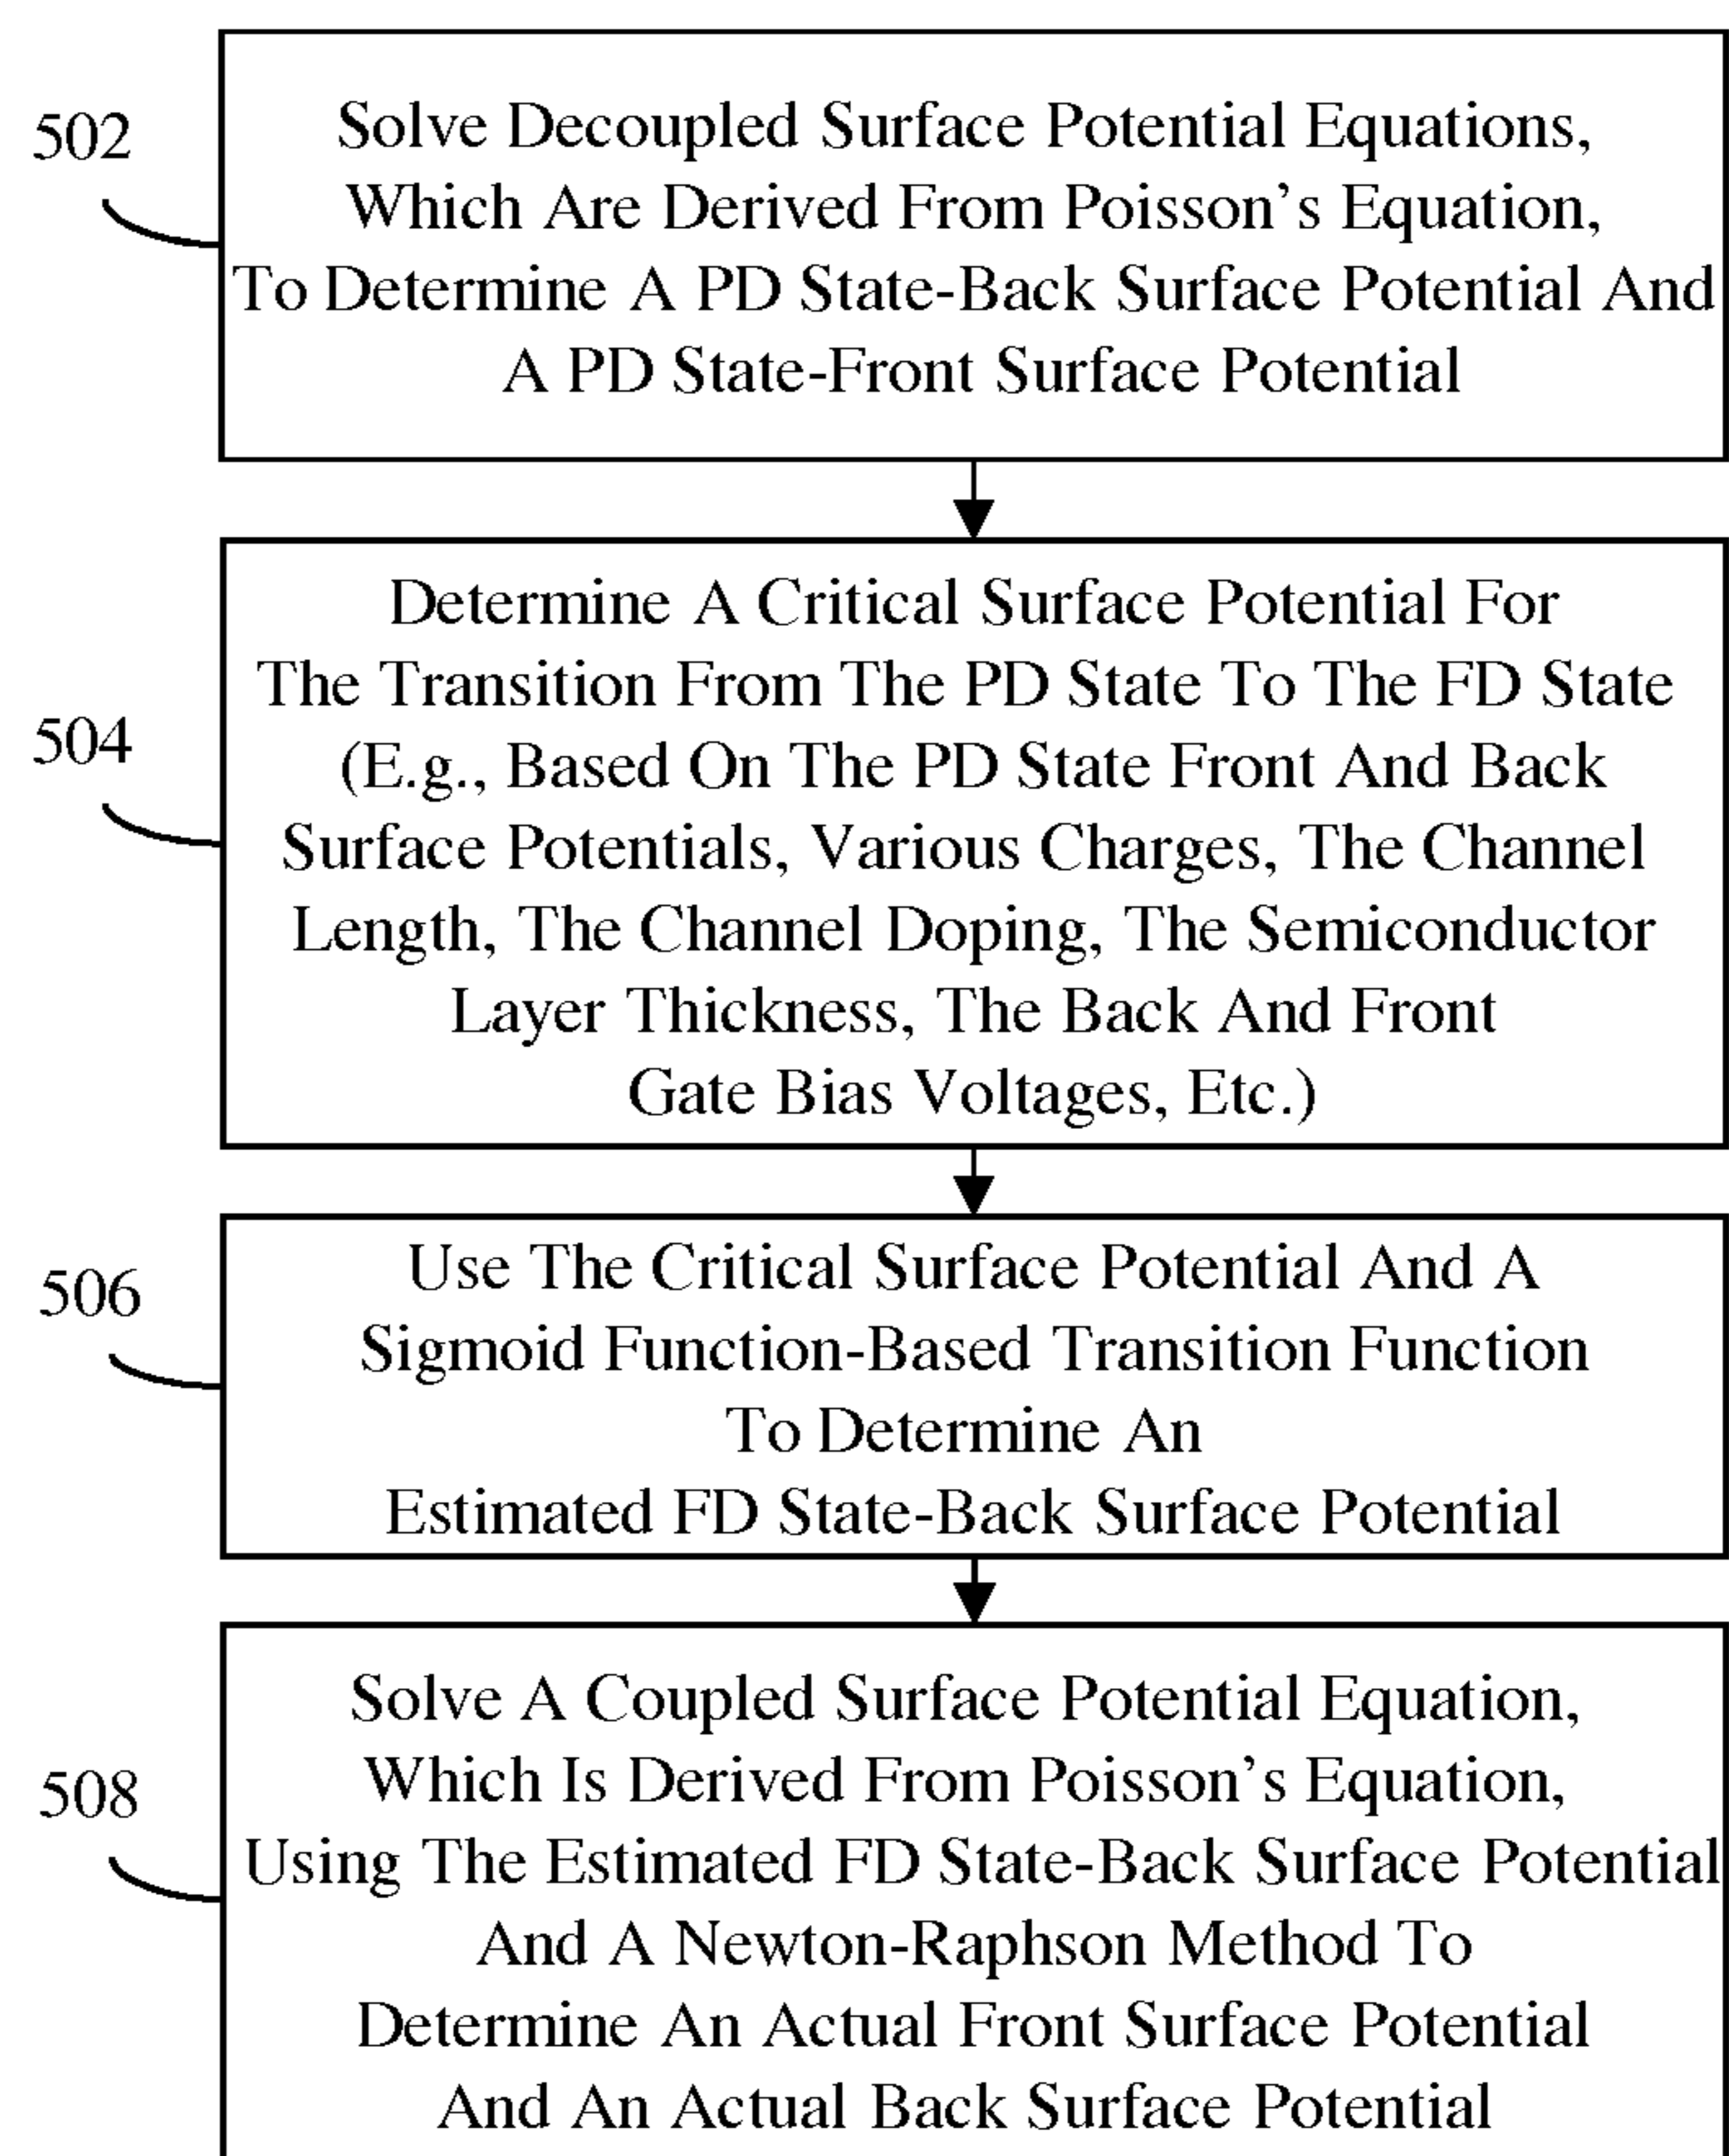 502
Solve Decoupled Surface Potential Equations,
Which Are Derived From Poisson's Equation,
To Determine A PD State-Back Surface Potential And
A PD State-Front Surface Potential
504
Determine A Critical Surface Potential For
The Transition From The PD State To The FD State
(E.g., Based On The PD State Front And Back
Surface Potentials, Various Charges, The Channel
Length, The Channel Doping, The Semiconductor
Layer Thickness, The Back And Front
Gate Bias Voltages, Etc.)
506
Use The Critical Surface Potential And A
Sigmoid Function-Based Transition Function
To Determine An
Estimated FD State-Back Surface Potential
508
Solve A Coupled Surface Potential Equation,
Which Is Derived From Poisson's Equation,
Using The Estimated FD State-Back Surface Potential
And A Newton-Raphson Method To
Determine An Actual Front Surface Potential
And An Actual Back Surface Potential